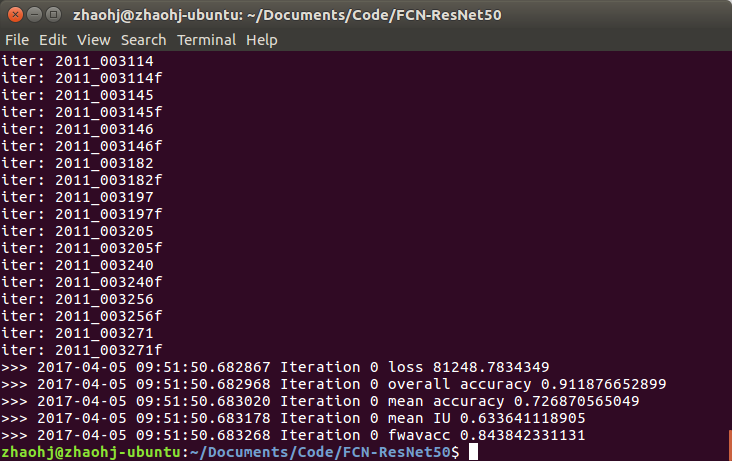 zhaohj@zhaohj-ubuntu: ~/Documents/Code/FCN-ResNet50
File Edit View Search Terminal Help
iter: 2011_003114
iter: 2011_003114f
iter: 2011_003145
iter: 2011_003145f
iter: 2011_003146
iter: 2011_003146f
iter: 2011_003182
iter: 2011_003182f
iter: 2011_003197
iter: 2011_003197f
iter: 2011_003205
iter: 2011_003205f
iter: 2011_003240
iter: 2011_003240f
iter: 2011_003256
iter: 2011_003256f
iter: 2011_003271
iter: 2011_003271f
>>> 2017-04-05 09:51:50.682867 Iteration 0 loss 81248.7834349
>>> 2017-04-05 09:51:50.682968 Iteration 0 overall accuracy 0.911876652899
>>> 2017-04-05 09:51:50.683020 Iteration 0 mean accuracy 0.726870565049
>>> 2017-04-05 09:51:50.683178 Iteration 0 mean IU 0.633641118905
>>> 2017-04-05 09:51:50.683268 Iteration 0 fwavacc 0.843842331131
zhaohj@zhaohj-ubuntu:~/Documents/Code/FCN-ResNet50$